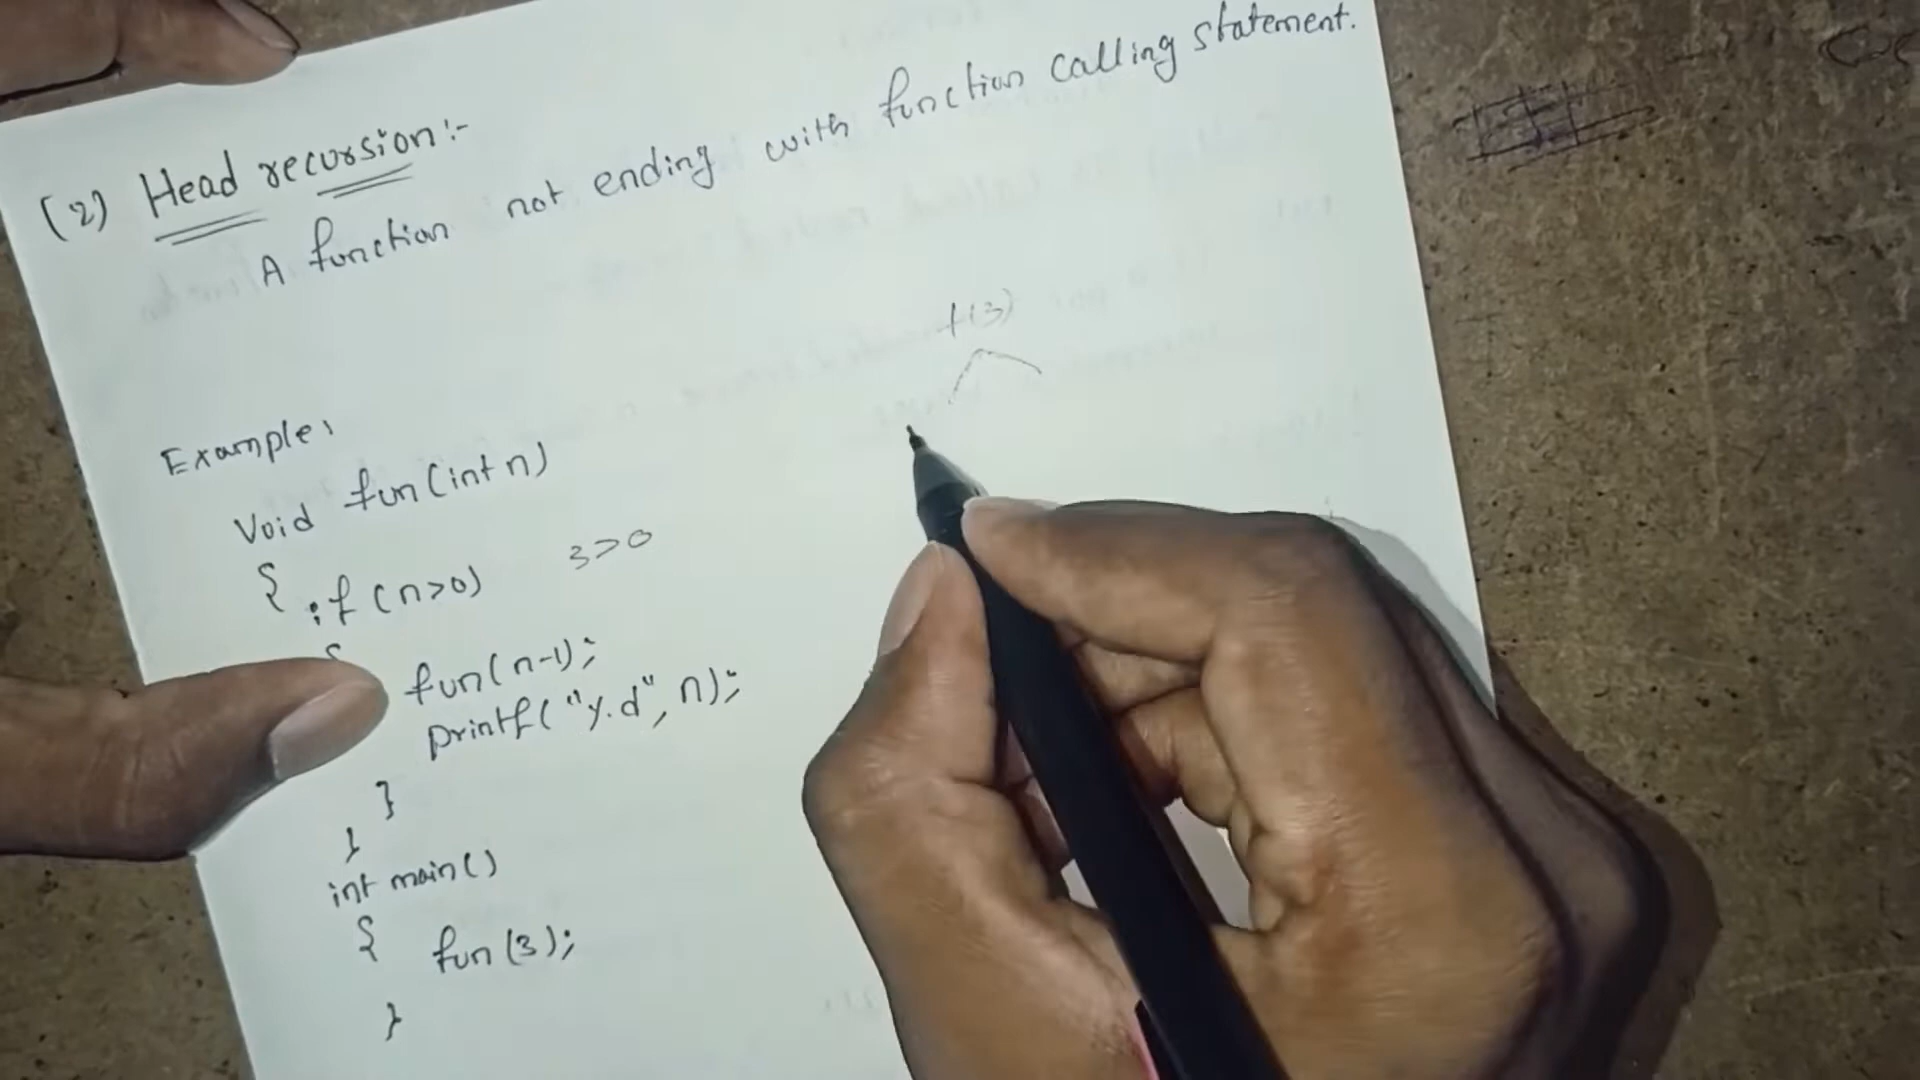 (2) Head recursion:-
A function not ending with function calling statement.
f(3)
Example:
Void fun(int n)
{ if (n>0) 3>0
{
fun(n-1);
printf("%d", n);
}
}
int main()
{ fun(3);
}